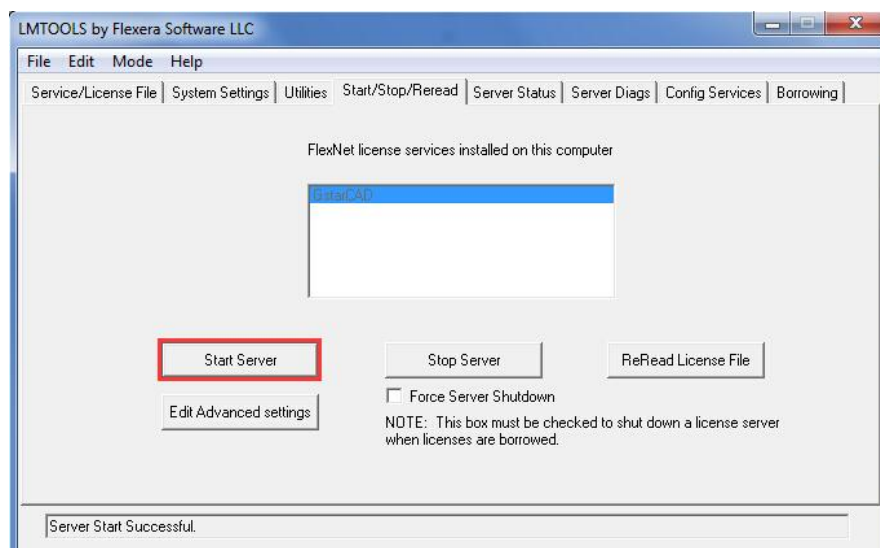 LMTOOLS by Flexera Software LLC
File Edit Mode Help
Service/License File System Settings Utilities Start/Stop/Reread Server Status Server Diags Config Services Borrowing
FlexNet license services installed on this computer
GstarCAD
Start Server Stop Server ReRead License File
Force Server Shutdown
Edit Advanced settings
NOTE: This box must be checked to shut down a license server
when licenses are borrowed.
Server Start Successful.